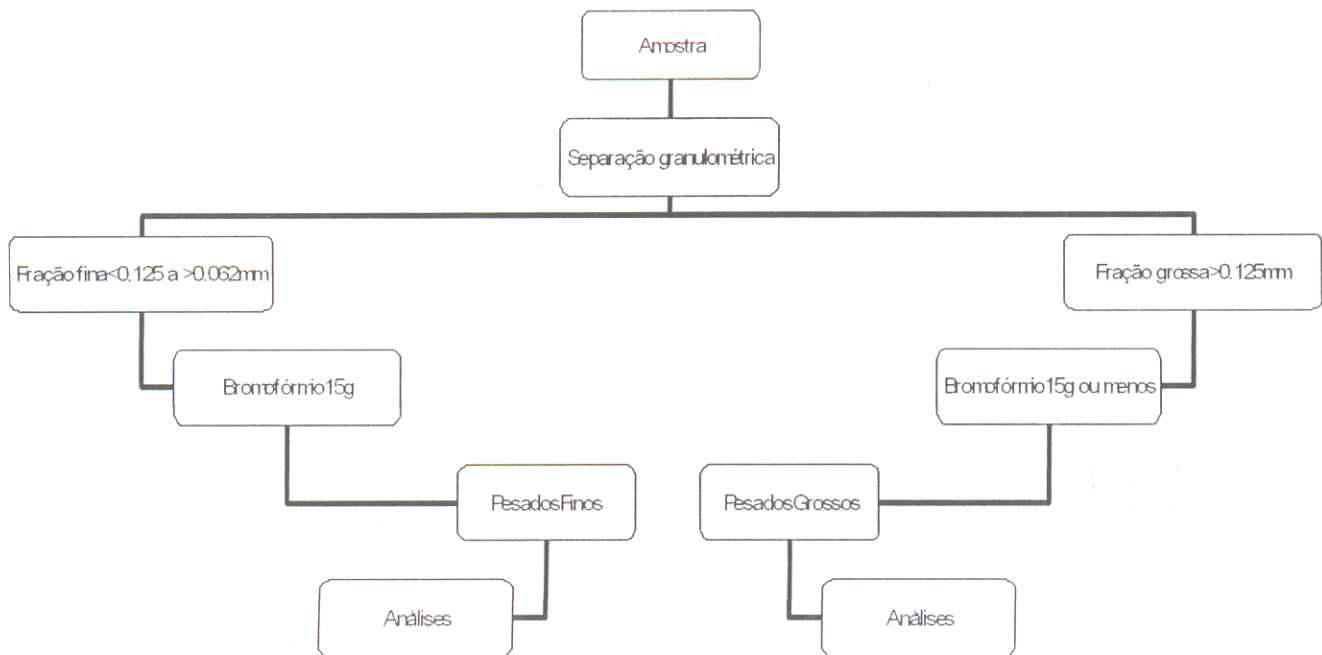 Amostra
Separação granulométrica
Fração fina<0.125 a >0.062mm
Fração grossa>0.125mm
Bromofórmio 15g
Bromofórmio 15g ou menos
Pesados Finos
Pesados Grossos
Análises
Análises